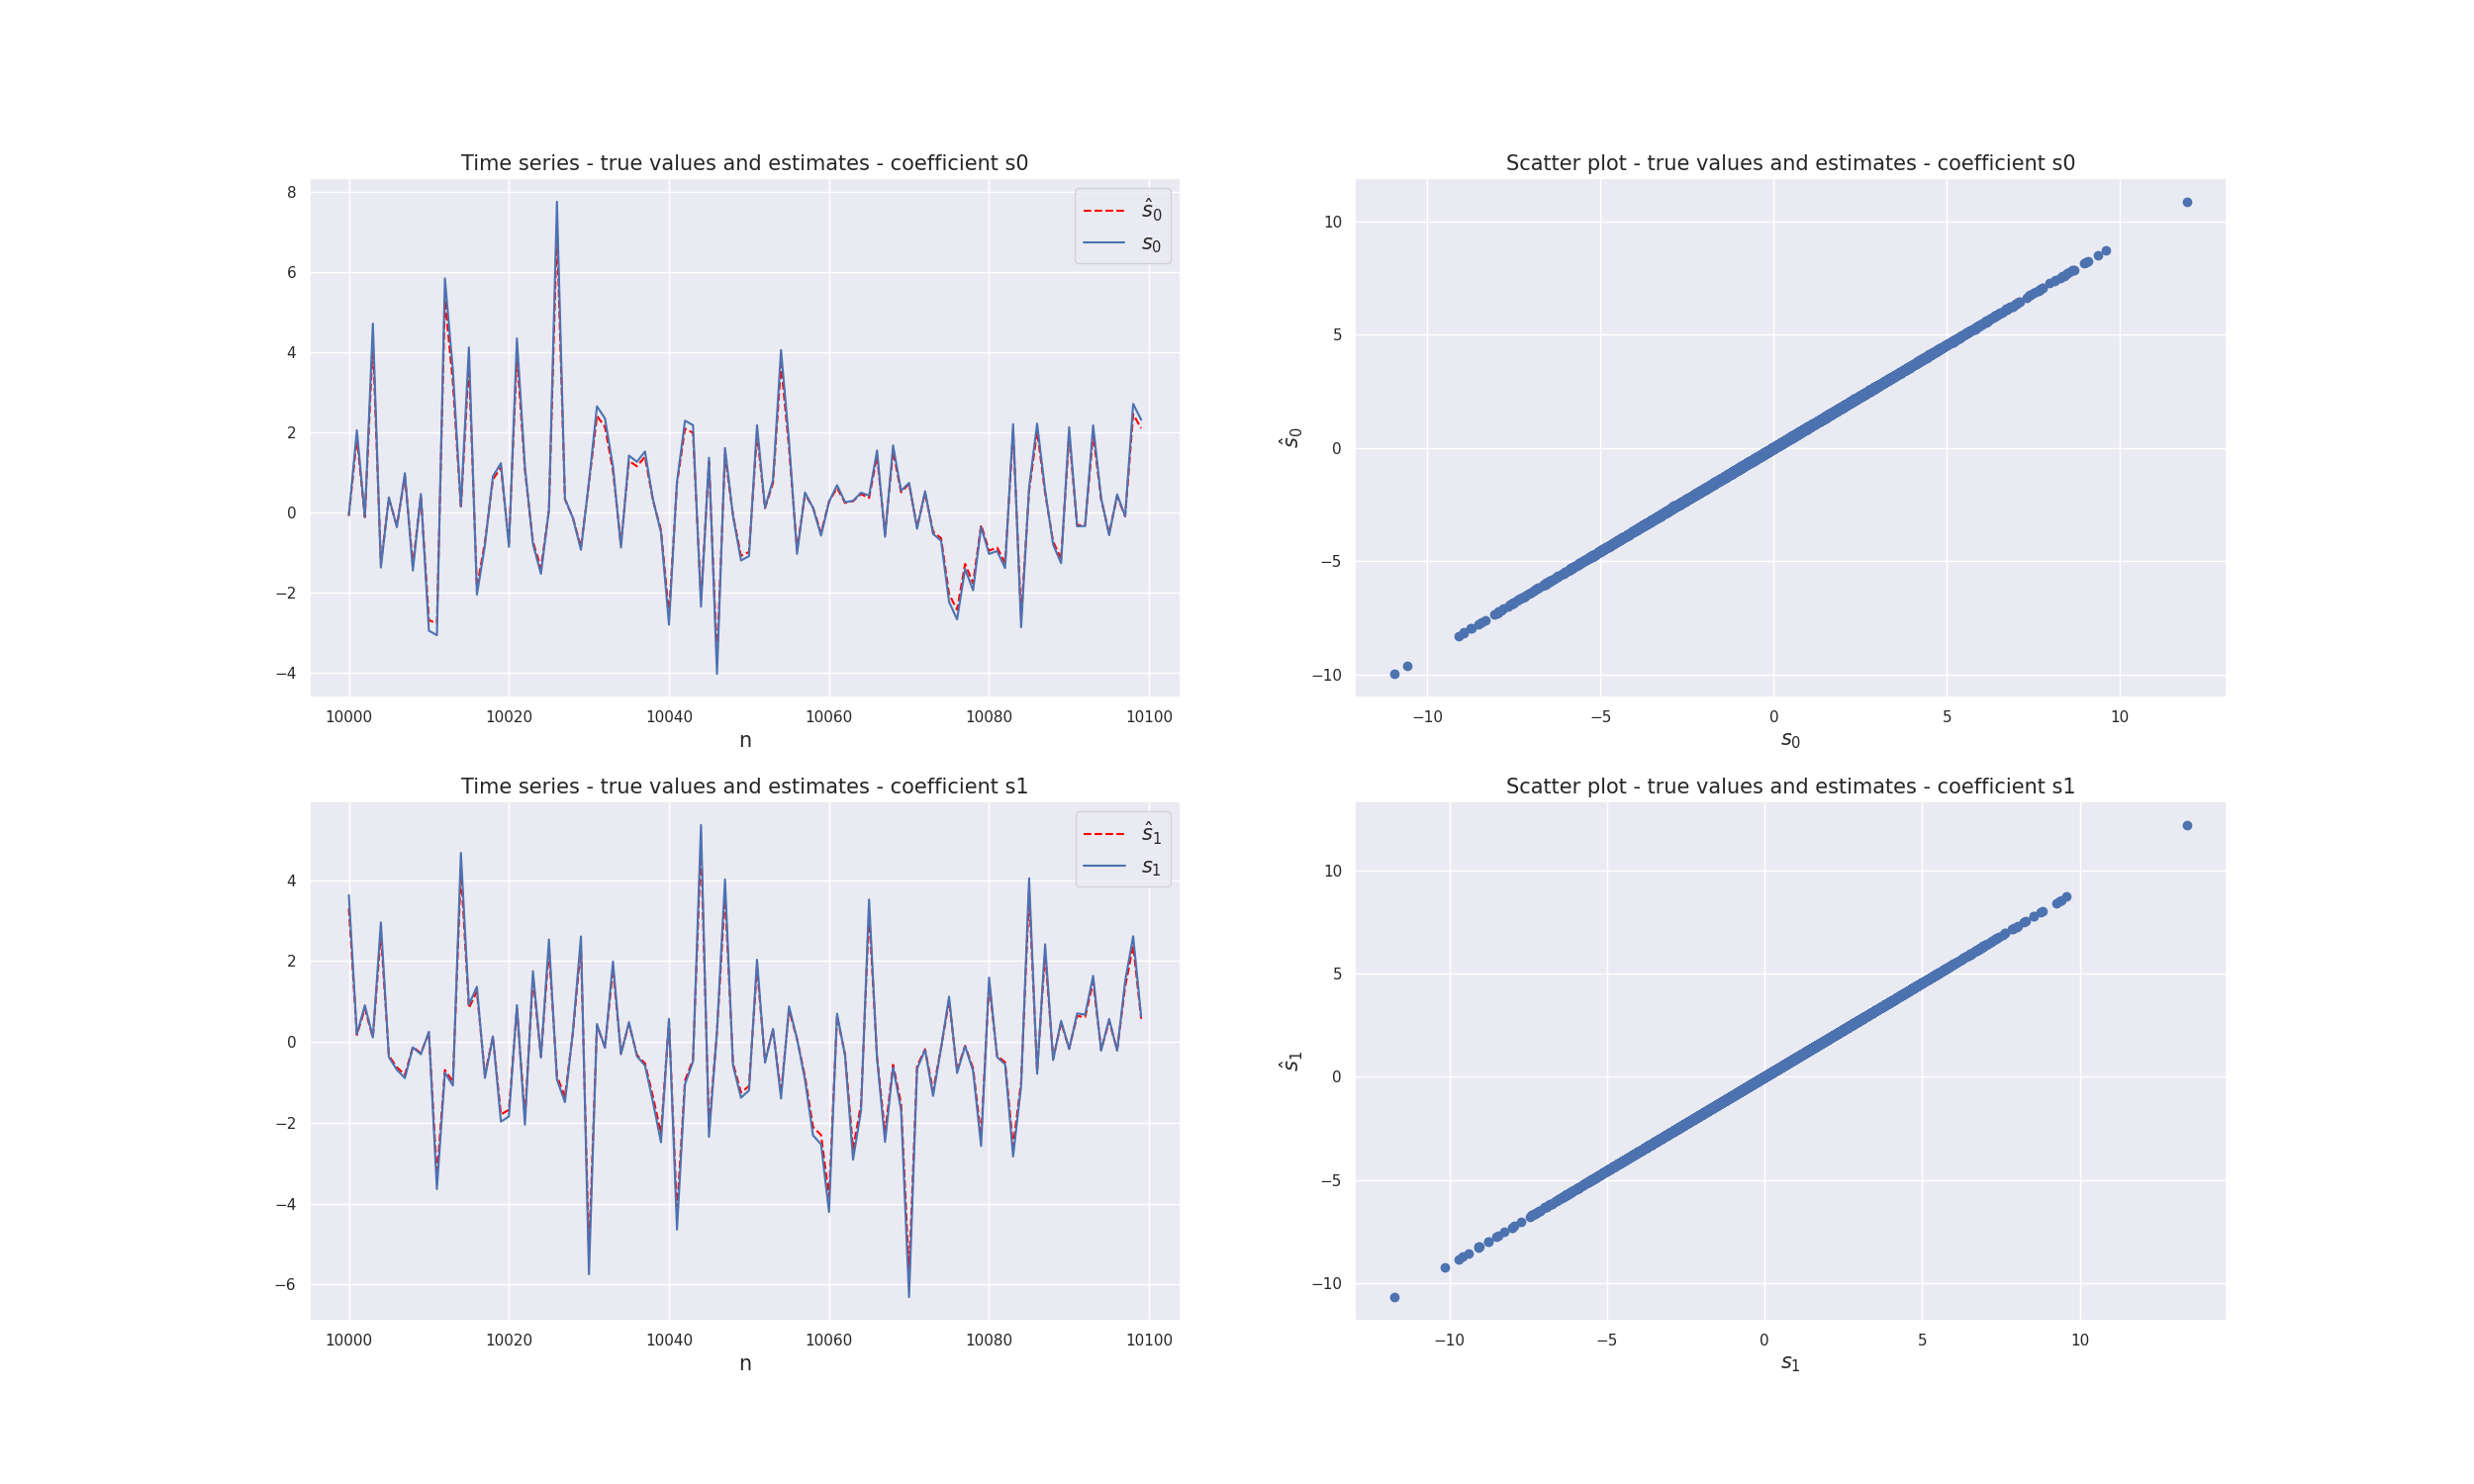 Time series - true values and estimates - coefficient s0
8
6
4
2
0
−2
−4
10000 10020 10040 10060 10080 10100
n
ŝ0
s0
Scatter plot - true values and estimates - coefficient s0
10
5
0
−5
−10
ŝ0
−10 −5 0 5 10
s0
Time series - true values and estimates - coefficient s1
4
2
0
−2
−4
−6
10000 10020 10040 10060 10080 10100
n
ŝ1
s1
Scatter plot - true values and estimates - coefficient s1
10
5
0
−5
−10
ŝ1
−10 −5 0 5 10
s1